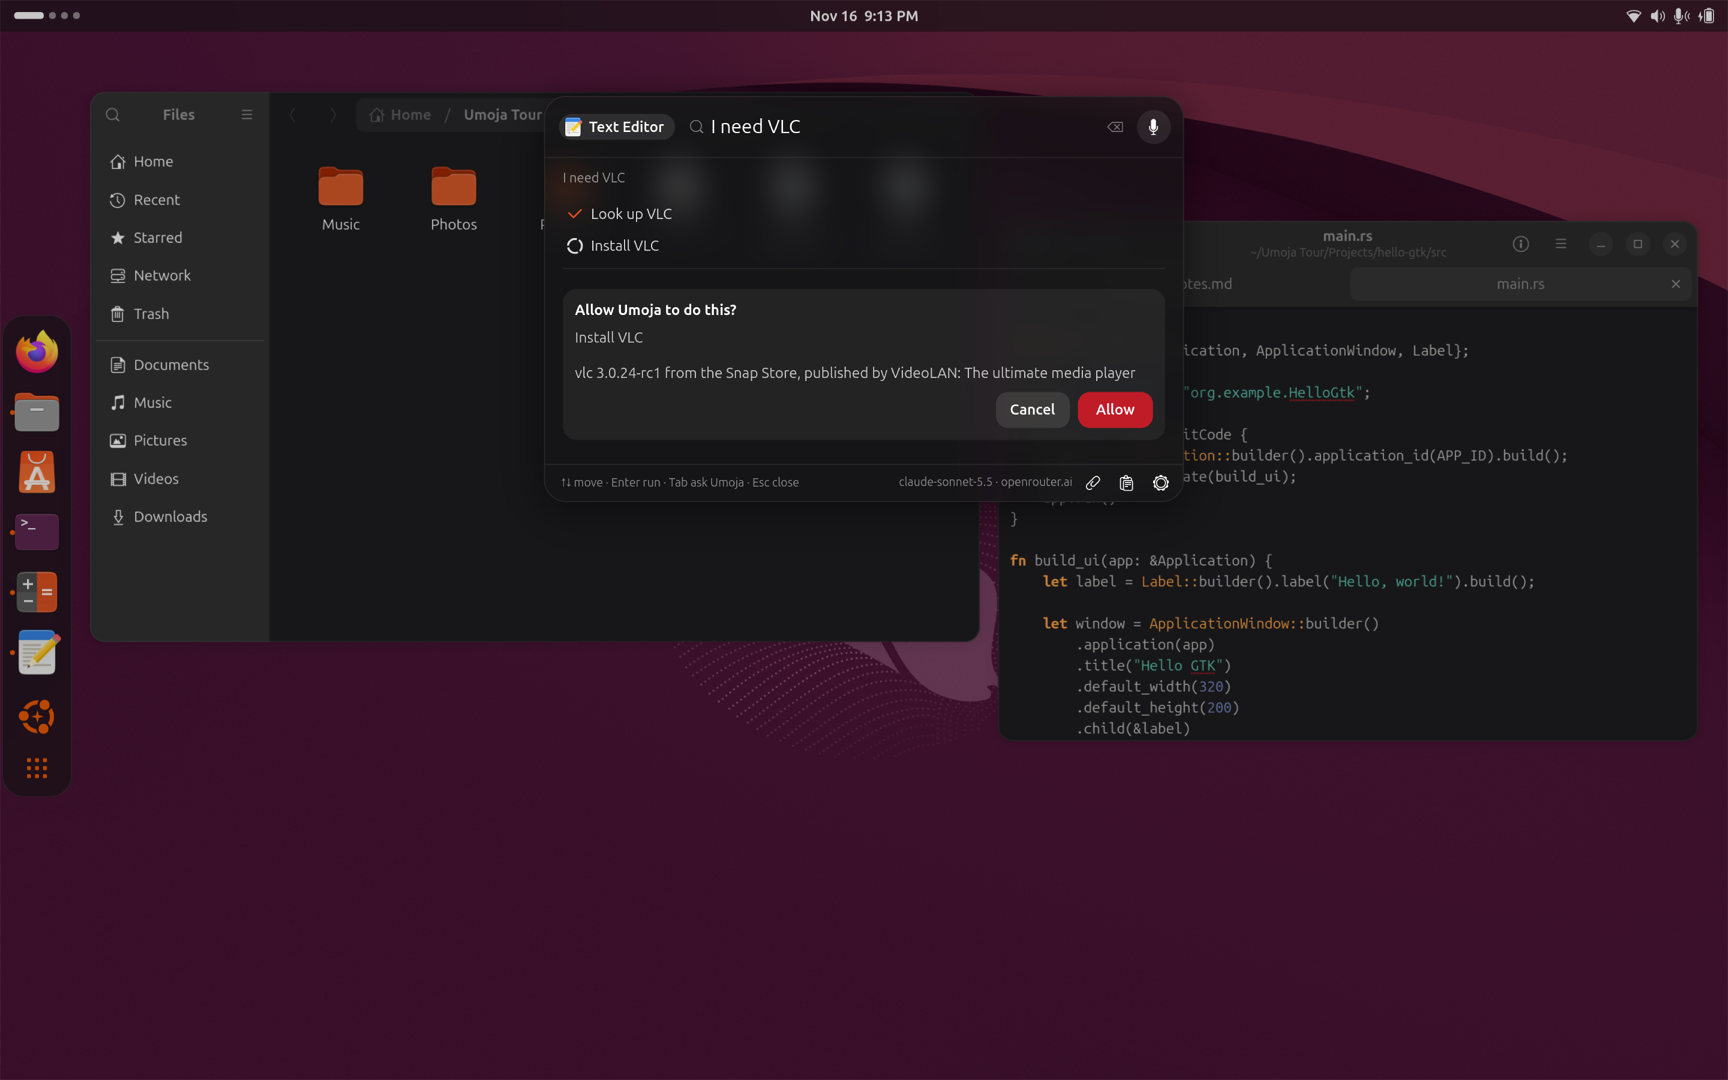 Nov 16 9:13 PM
Files
Home / Umoja Tour
Home
Recent
Starred
Network
Trash
Documents
Music
Pictures
Videos
Downloads
Music
Photos
Text Editor
I need VLC
I need VLC
Look up VLC
Install VLC
Allow Umoja to do this?
Install VLC
vlc 3.0.24-rc1 from the Snap Store, published by VideoLAN: The ultimate media player
Cancel
Allow
↑↓ move · Enter run · Tab ask Umoja · Esc close
claude-sonnet-5.5 · openrouter.ai
main.rs
~/Umoja Tour/Projects/hello-gtk/src
otes.md
main.rs
ication, ApplicationWindow, Label};
"org.example.HelloGtk";
itCode {
tion::builder().application_id(APP_ID).build();
ate(build_ui);
}
fn build_ui(app: &Application) {
let label = Label::builder().label("Hello, world!").build();
let window = ApplicationWindow::builder()
.application(app)
.title("Hello GTK")
.default_width(320)
.default_height(200)
.child(&label)